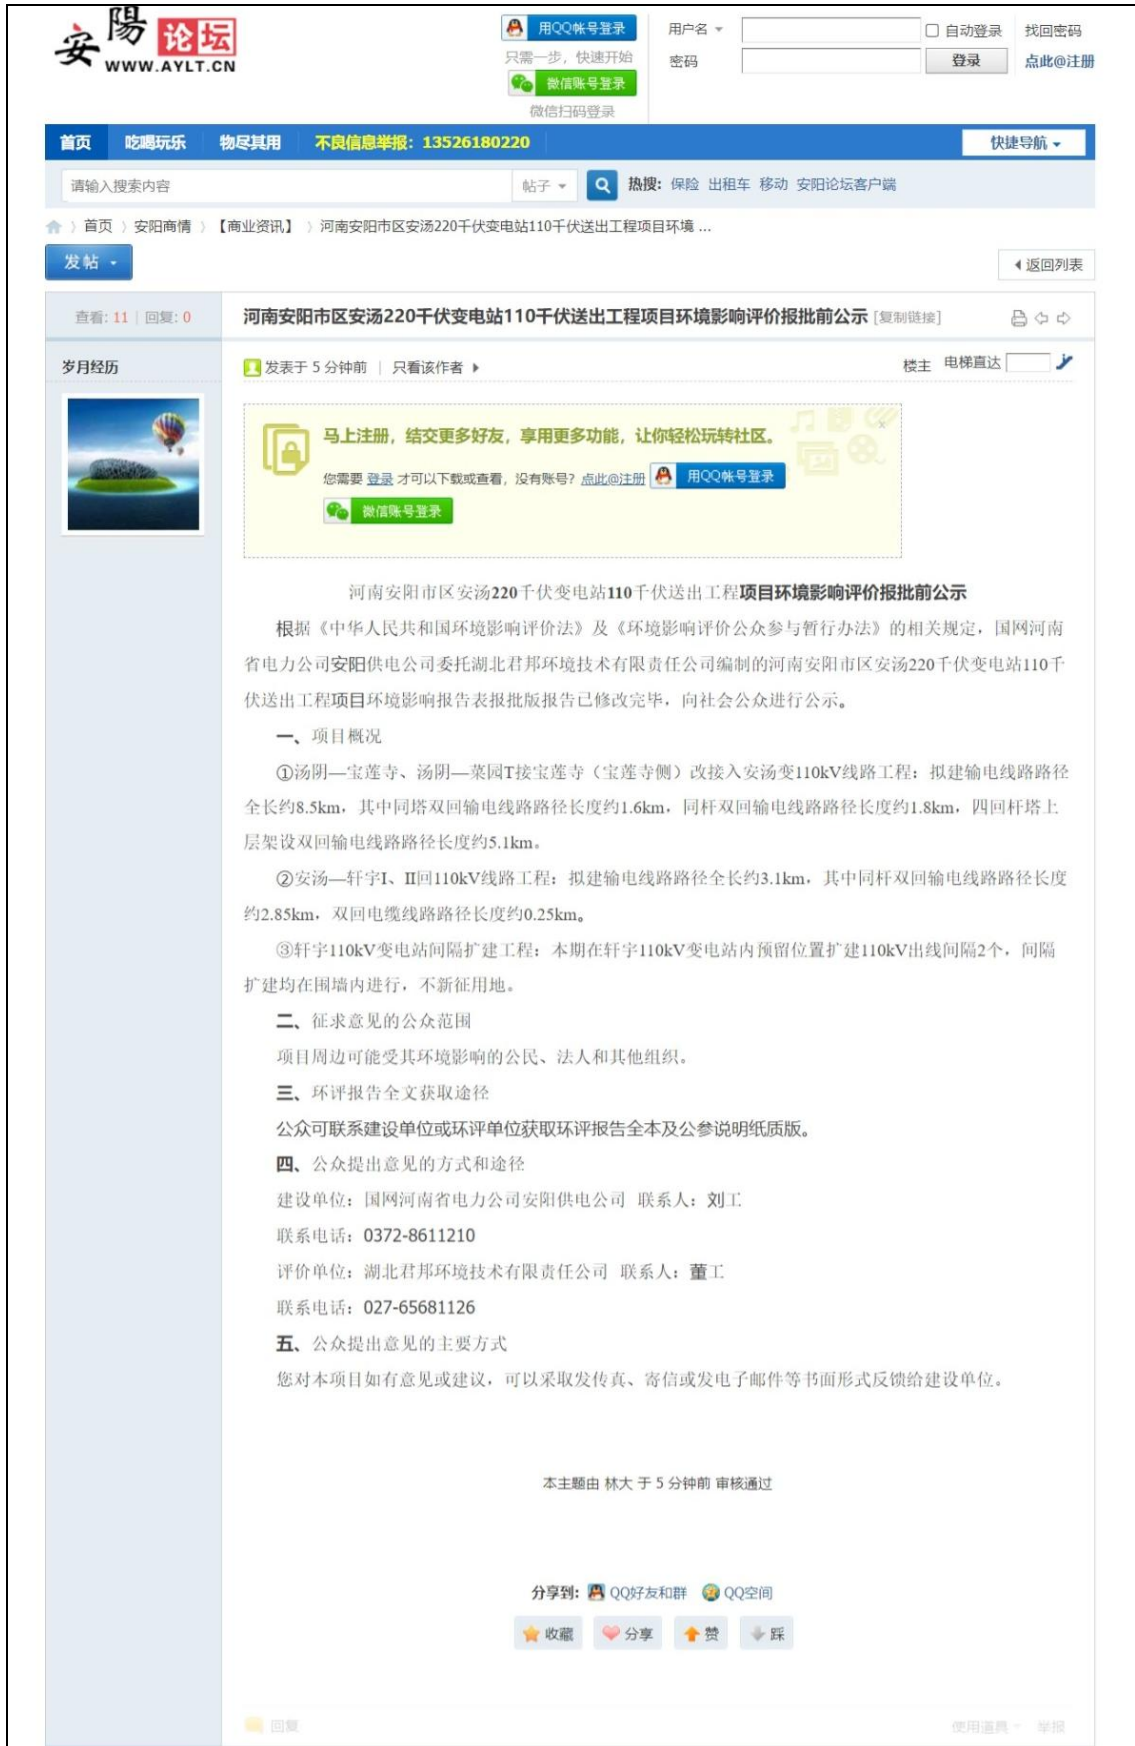 安陽论坛
WWW.AYLT.CN
用QQ帐号登录
只需一步，快速开始
微信账号登录
微信扫码登录
用户名
自动登录 找回密码
密码
登录 点此@注册
首页 吃喝玩乐 物尽其用 不良信息举报：13526180220 快捷导航
请输入搜索内容 帖子 热搜: 保险 出租车 移动 安阳论坛客户端
首页 〉 安阳商情 〉 【商业资讯】 〉 河南安阳市区安汤220千伏变电站110千伏送出工程项目环境 ...
发帖 返回列表
查看: 11 | 回复: 0 河南安阳市区安汤220千伏变电站110千伏送出工程项目环境影响评价报批前公示 [复制链接]
岁月经历 发表于 5 分钟前 | 只看该作者 楼主 电梯直达
马上注册，结交更多好友，享用更多功能，让你轻松玩转社区。
您需要 登录 才可以下载或查看，没有账号？点此@注册 用QQ帐号登录
微信账号登录
河南安阳市区安汤220千伏变电站110千伏送出工程项目环境影响评价报批前公示
根据《中华人民共和国环境影响评价法》及《环境影响评价公众参与暂行办法》的相关规定，国网河南
省电力公司安阳供电公司委托湖北君邦环境技术有限责任公司编制的河南安阳市区安汤220千伏变电站110千
伏送出工程项目环境影响报告表报批版报告已修改完毕，向社会公众进行公示。
一、项目概况
①汤阴—宝莲寺、汤阴—菜园T接宝莲寺（宝莲寺侧）改接入安汤变110kV线路工程：拟建输电线路路径
全长约8.5km，其中同塔双回输电线路路径长度约1.6km，同杆双回输电线路路径长度约1.8km，四回杆塔上
层架设双回输电线路路径长度约5.1km。
②安汤—轩宇I、II回110kV线路工程：拟建输电线路路径全长约3.1km，其中同杆双回输电线路路径长度
约2.85km，双回电缆线路路径长度约0.25km。
③轩宇110kV变电站间隔扩建工程：本期在轩宇110kV变电站内预留位置扩建110kV出线间隔2个，间隔
扩建均在围墙内进行，不新征用地。
二、征求意见的公众范围
项目周边可能受其环境影响的公民、法人和其他组织。
三、环评报告全文获取途径
公众可联系建设单位或环评单位获取环评报告全本及公参说明纸质版。
四、公众提出意见的方式和途径
建设单位：国网河南省电力公司安阳供电公司 联系人：刘工
联系电话：0372-8611210
评价单位：湖北君邦环境技术有限责任公司 联系人：董工
联系电话：027-65681126
五、公众提出意见的主要方式
您对本项目如有意见或建议，可以采取发传真、寄信或发电子邮件等书面形式反馈给建设单位。
本主题由 林大 于 5 分钟前 审核通过
分享到: QQ好友和群 QQ空间
收藏 分享 赞 踩
回复 使用道具 举报